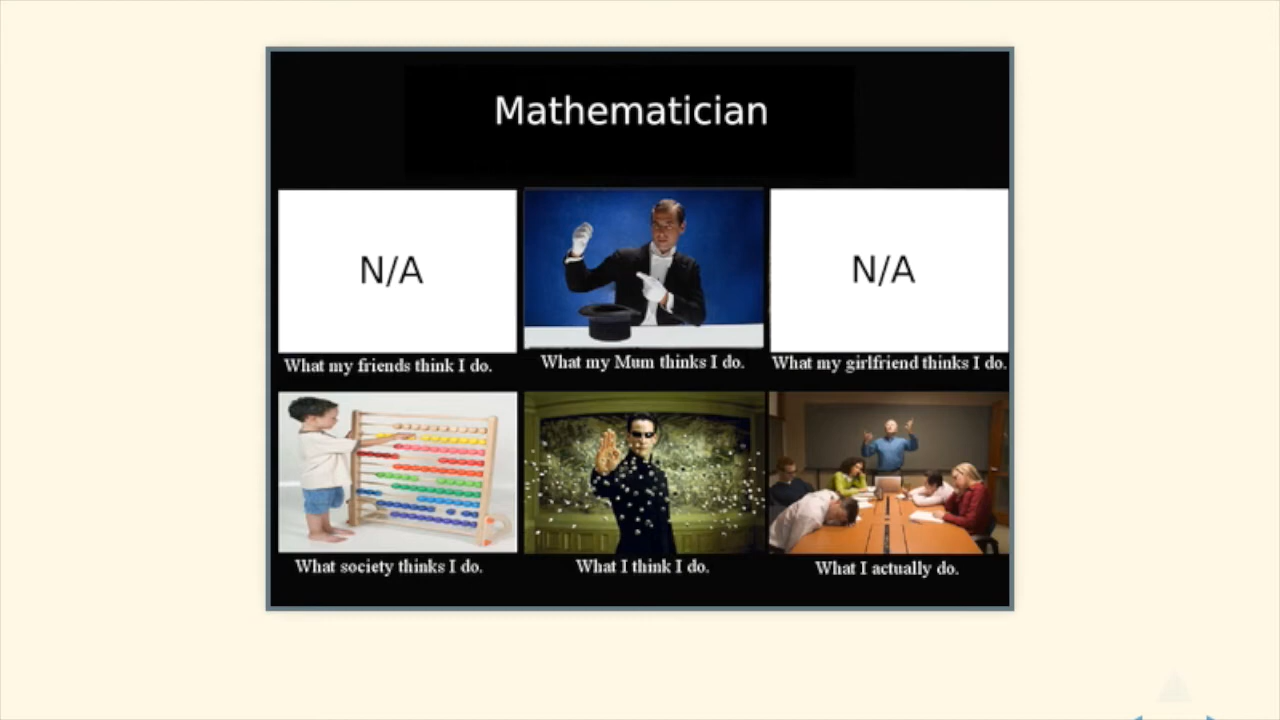 Mathematician
N/A
N/A
What my friends think I do.
What my Mum thinks I do.
What my girlfriend thinks I do.
What society thinks I do.
What I think I do.
What I actually do.